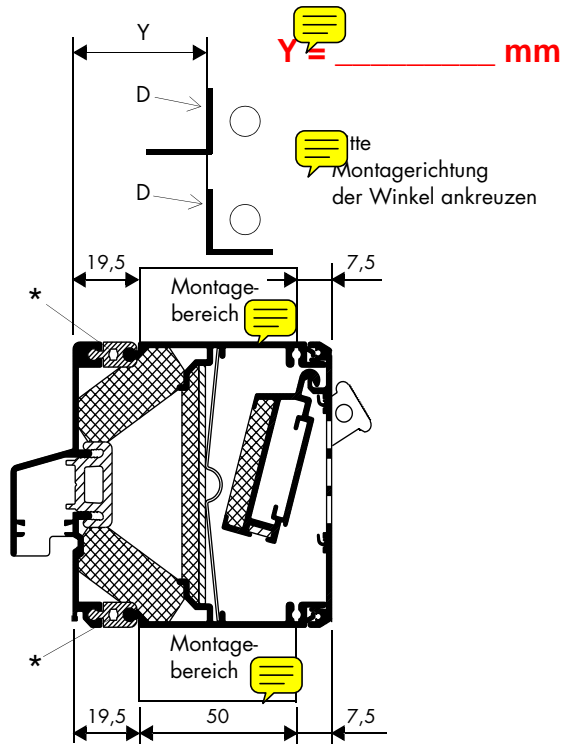 Y
Y = __________ mm
D
tte
Montagerichtung
der Winkel ankreuzen
D
19,5
7,5
Montage-
bereich
*
Montage-
bereich
*
19,5
50
7,5